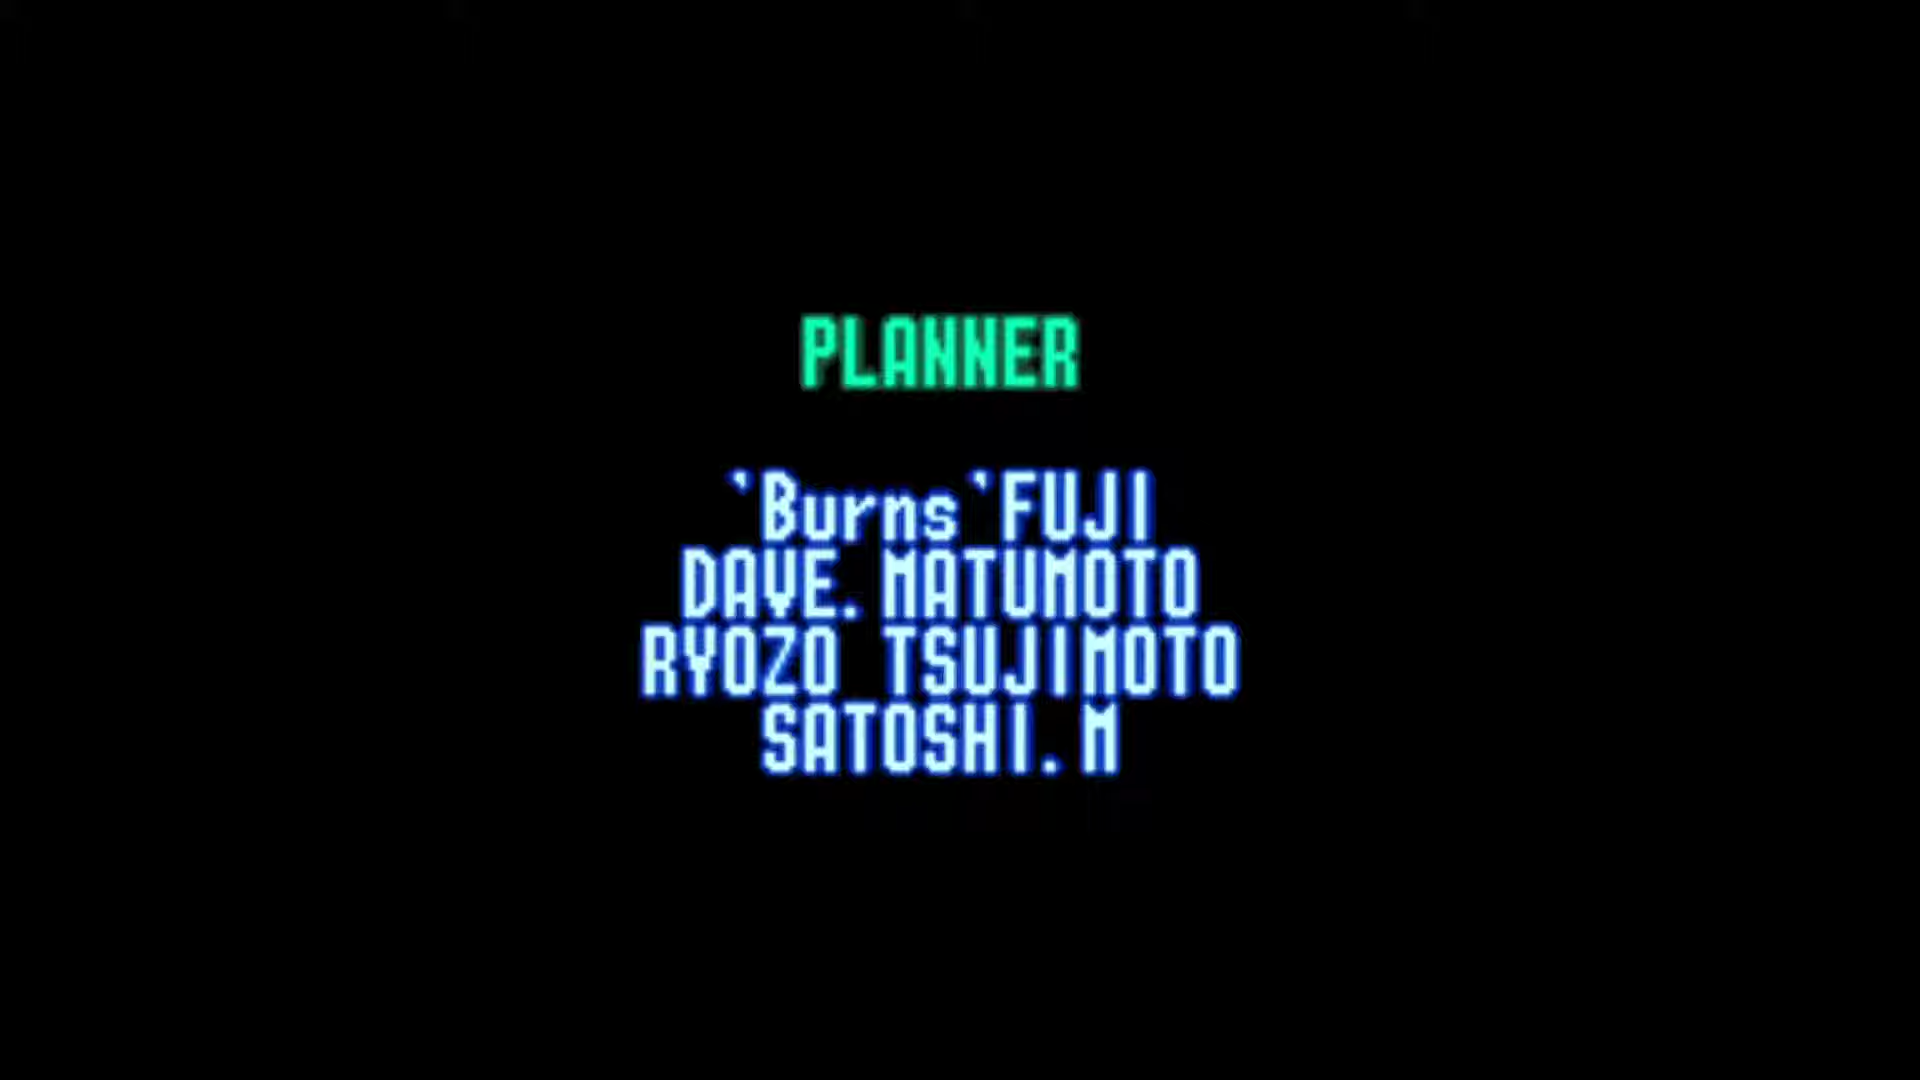 PLANNER
`Burns`FUJI
DAVE.MATUMOTO
RYOZO TSUJIMOTO
SATOSHI.M